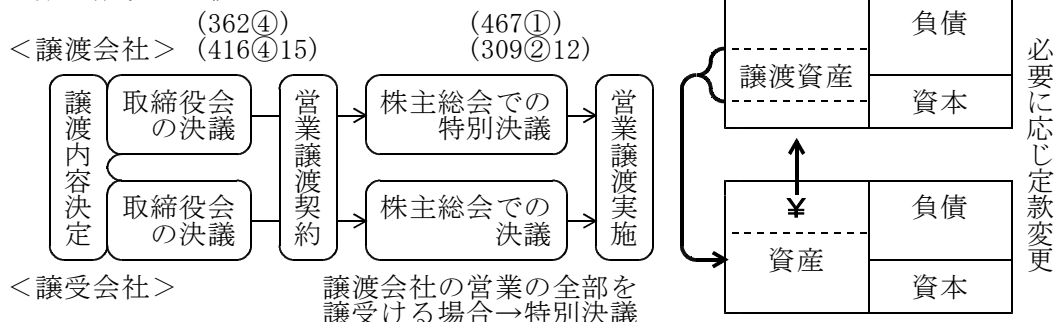 (362④)
(467①)
＜譲渡会社＞
(416④15)
(309②12)
譲渡内容決定
取締役会
の決議
営業譲渡契約
株主総会での
特別決議
営業譲渡実施
取締役会
の決議
株主総会での
決議
＜譲受会社＞
譲渡会社の営業の全部を
譲受ける場合→特別決議
負債
譲渡資産
資本
¥
負債
資産
資本
必要に応じ定款変更